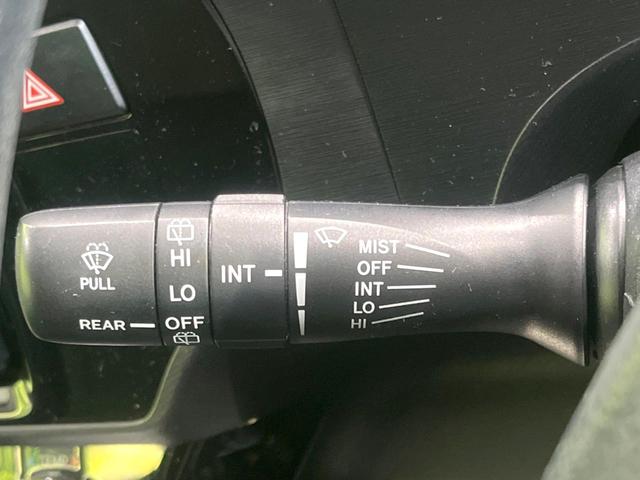 PULL
REAR
HI
LO
OFF
INT
MIST
OFF
INT
LO
HI